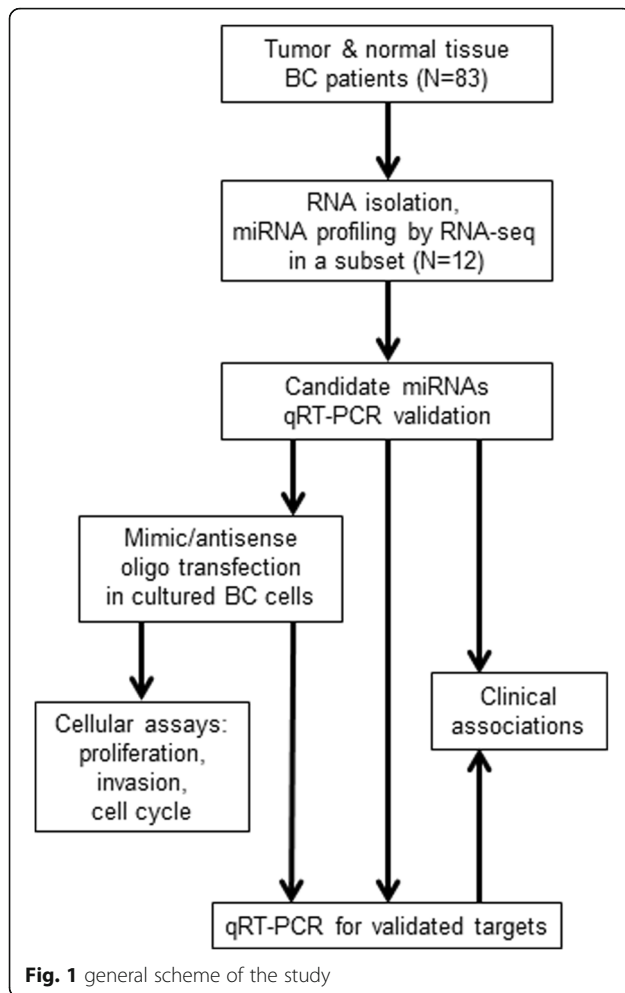 Tumor & normal tissue
BC patients (N=83)
RNA isolation,
miRNA profiling by RNA-seq
in a subset (N=12)
Candidate miRNAs
qRT-PCR validation
Mimic/antisense
oligo transfection
in cultured BC cells
Cellular assays:
proliferation,
invasion,
cell cycle
Clinical
associations
qRT-PCR for validated targets
Fig. 1 general scheme of the study